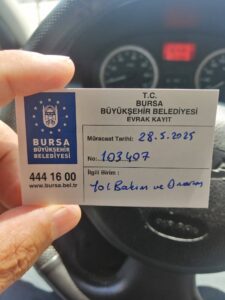 BURSA
BÜYÜKŞEHİR
BELEDİYESİ
444 16 00
www.bursa.bel.tr
T.C.
BURSA
BÜYÜKŞEHİR BELEDİYESİ
EVRAK KAYIT
Müracaat Tarihi: 28.5.2025
No: 103407
İlgili Birim :
Yol Bakım ve Onarım